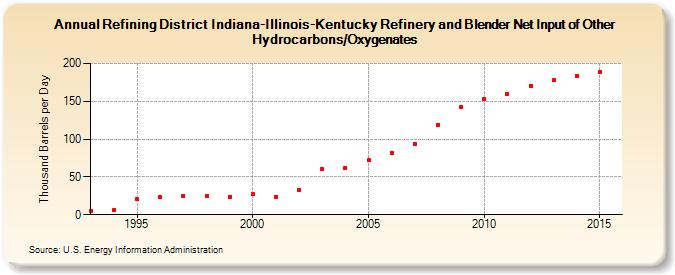 Annual Refining District Indiana-Illinois-Kentucky Refinery and Blender Net Input of Other
Hydrocarbons/Oxygenates
Thousand Barrels per Day
200
150
100
50
0
1995
2000
2005
2010
2015
Source: U.S. Energy Information Administration